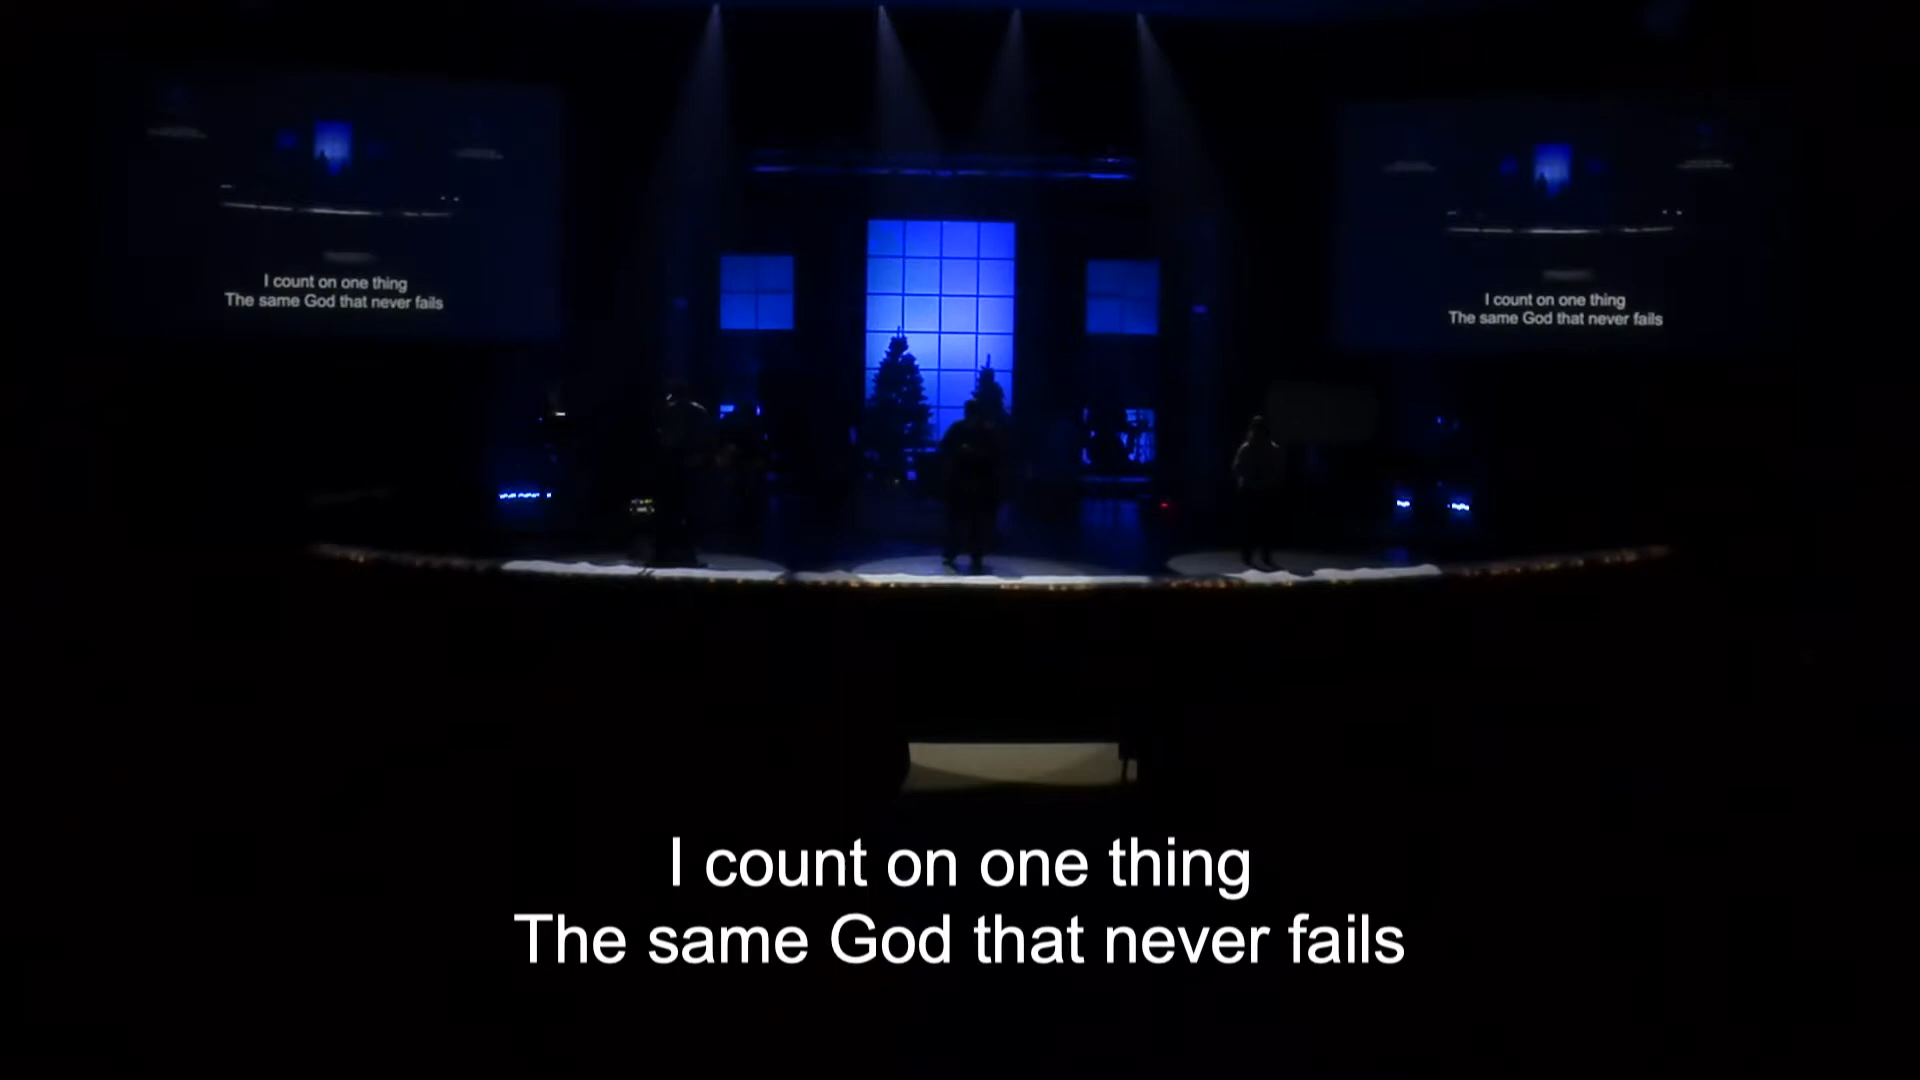 I count on one thing
The same God that never fails
I count on one thing
The same God that never fails
I count on one thing
The same God that never fails